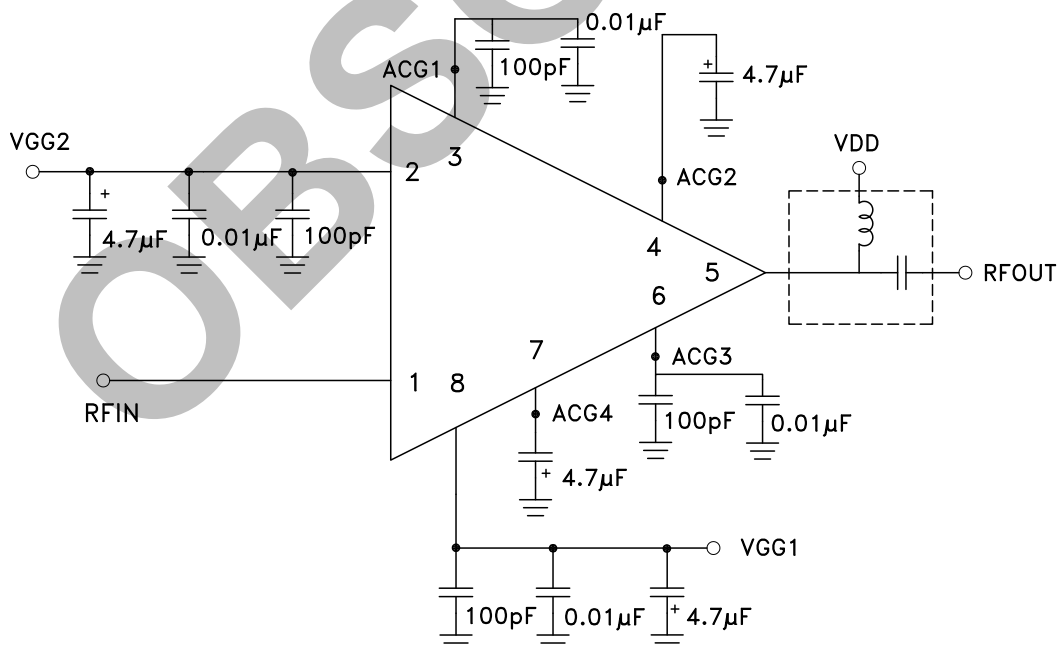 0.01µF
100pF
ACG1
+
4.7µF
VGG2
2
3
ACG2
VDD
+
4.7µF
0.01µF
100pF
4
5
RFOUT
6
7
ACG3
1
8
RFIN
ACG4
100pF
0.01µF
+
4.7µF
VGG1
100pF
0.01µF
+
4.7µF
OBSO